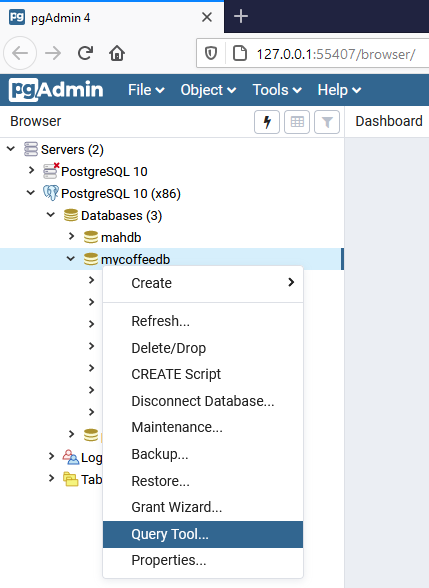 pgAdmin 4
127.0.0.1:55407/browser/
pgAdmin File Object Tools Help
Browser Dashboard
Servers (2)
PostgreSQL 10
PostgreSQL 10 (x86)
Databases (3)
mahdb
mycoffeedb
Create
Refresh...
Delete/Drop
CREATE Script
Disconnect Database...
Maintenance...
Backup...
Restore...
Grant Wizard...
Query Tool...
Properties...
Log
Tab